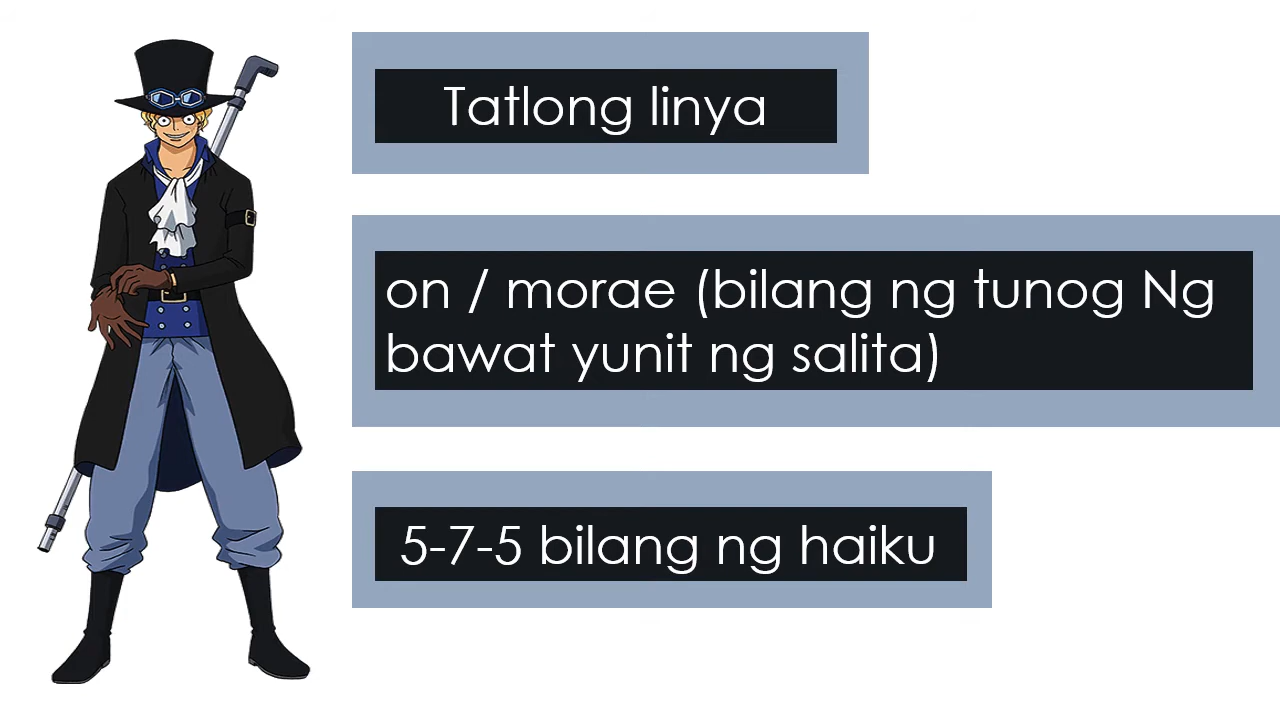 Tatlong linya
on / morae (bilang ng tunog Ng
bawat yunit ng salita)
5-7-5 bilang ng haiku